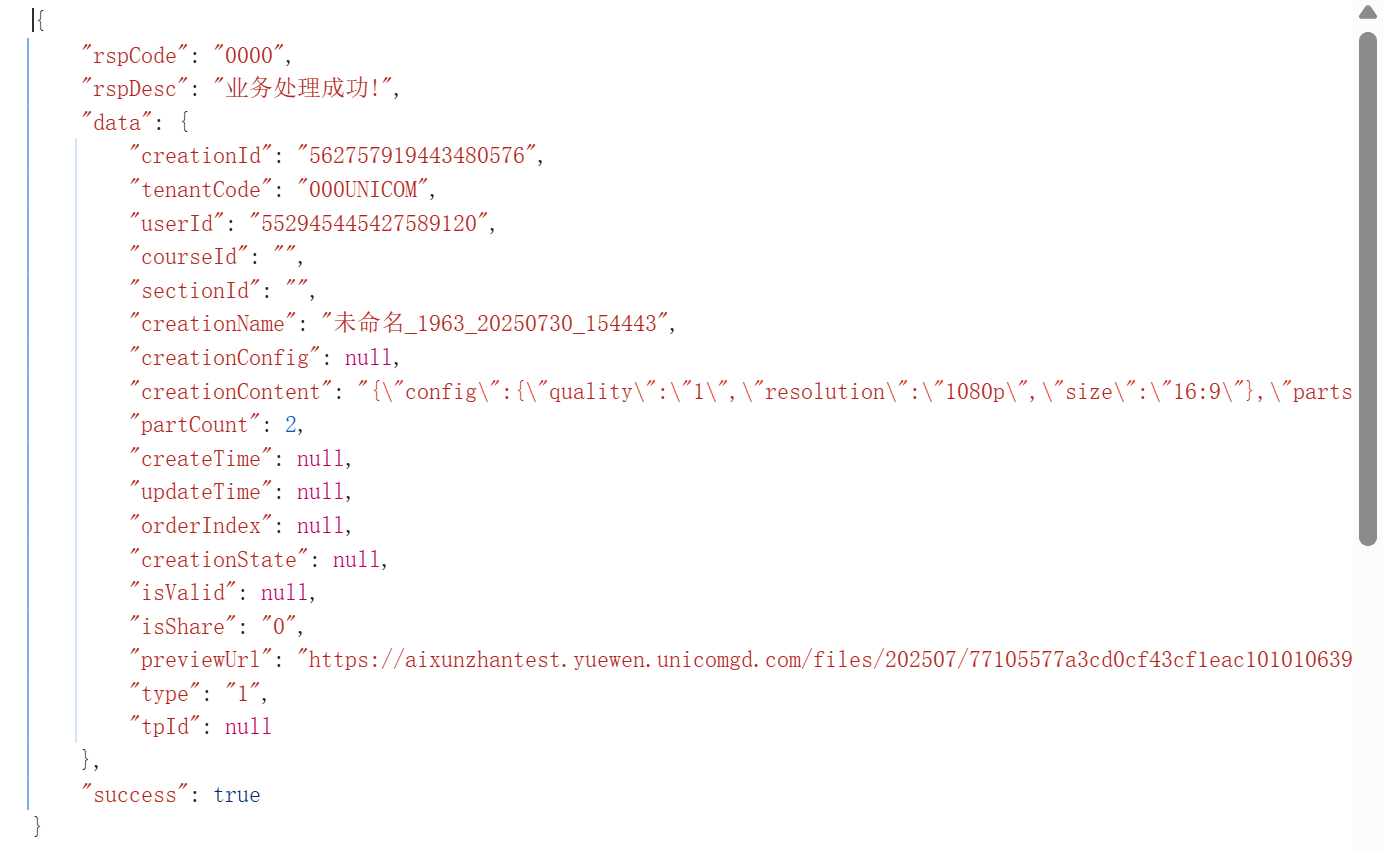 {
"rspCode": "0000",
"rspDesc": "业务处理成功!",
"data": {
"creationId": "562757919443480576",
"tenantCode": "000UNICOM",
"userId": "552945445427589120",
"courseId": "",
"sectionId": "",
"creationName": "未命名_1963_20250730_154443",
"creationConfig": null,
"creationContent": "{\"config\":{\"quality\":\"1\",\"resolution\":\"1080p\",\"size\":\"16:9\"},\"parts
"partCount": 2,
"createTime": null,
"updateTime": null,
"orderIndex": null,
"creationState": null,
"isValid": null,
"isShare": "0",
"previewUrl": "https://aixunzhantest.yuewen.unicomgd.com/files/202507/77105577a3cd0cf43cf1eac101010639
"type": "1",
"tpId": null
},
"success": true
}